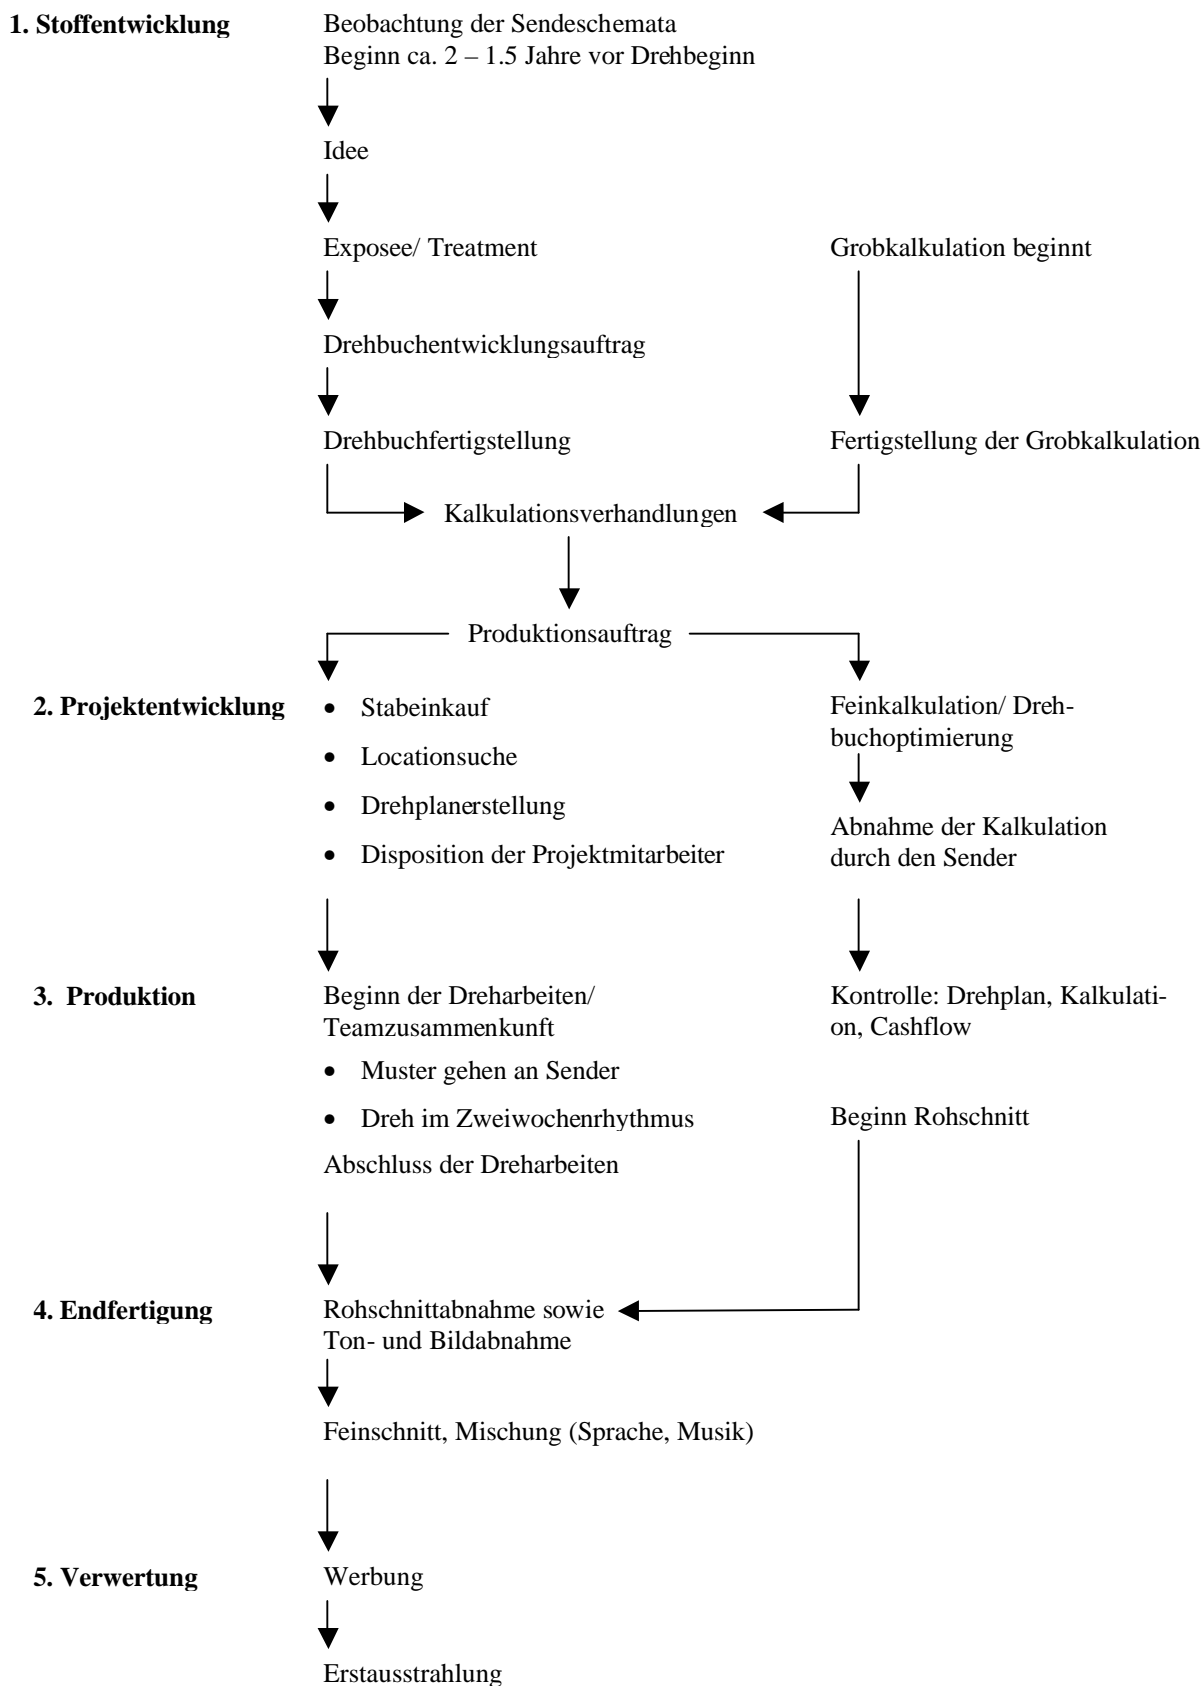 1. Stoffentwicklung
Beobachtung der Sendeschemata
Beginn ca. 2 – 1.5 Jahre vor Drehbeginn
Idee
Exposee/ Treatment
Grobkalkulation beginnt
Drehbuchentwicklungsauftrag
Drehbuchfertigstellung
Fertigstellung der Grobkalkulation
Kalkulationsverhandlungen
Produktionsauftrag
2. Projektentwicklung
• Stabeinkauf
• Locationsuche
• Drehplanerstellung
• Disposition der Projektmitarbeiter
Feinkalkulation/ Dreh-
buchoptimierung
Abnahme der Kalkulation
durch den Sender
3. Produktion
Beginn der Dreharbeiten/
Teamzusammenkunft
• Muster gehen an Sender
• Dreh im Zweiwochenrhythmus
Abschluss der Dreharbeiten
Kontrolle: Drehplan, Kalkulati-
on, Cashflow
Beginn Rohschnitt
4. Endfertigung
Rohschnittabnahme sowie
Ton- und Bildabnahme
Feinschnitt, Mischung (Sprache, Musik)
5. Verwertung
Werbung
Erstausstrahlung